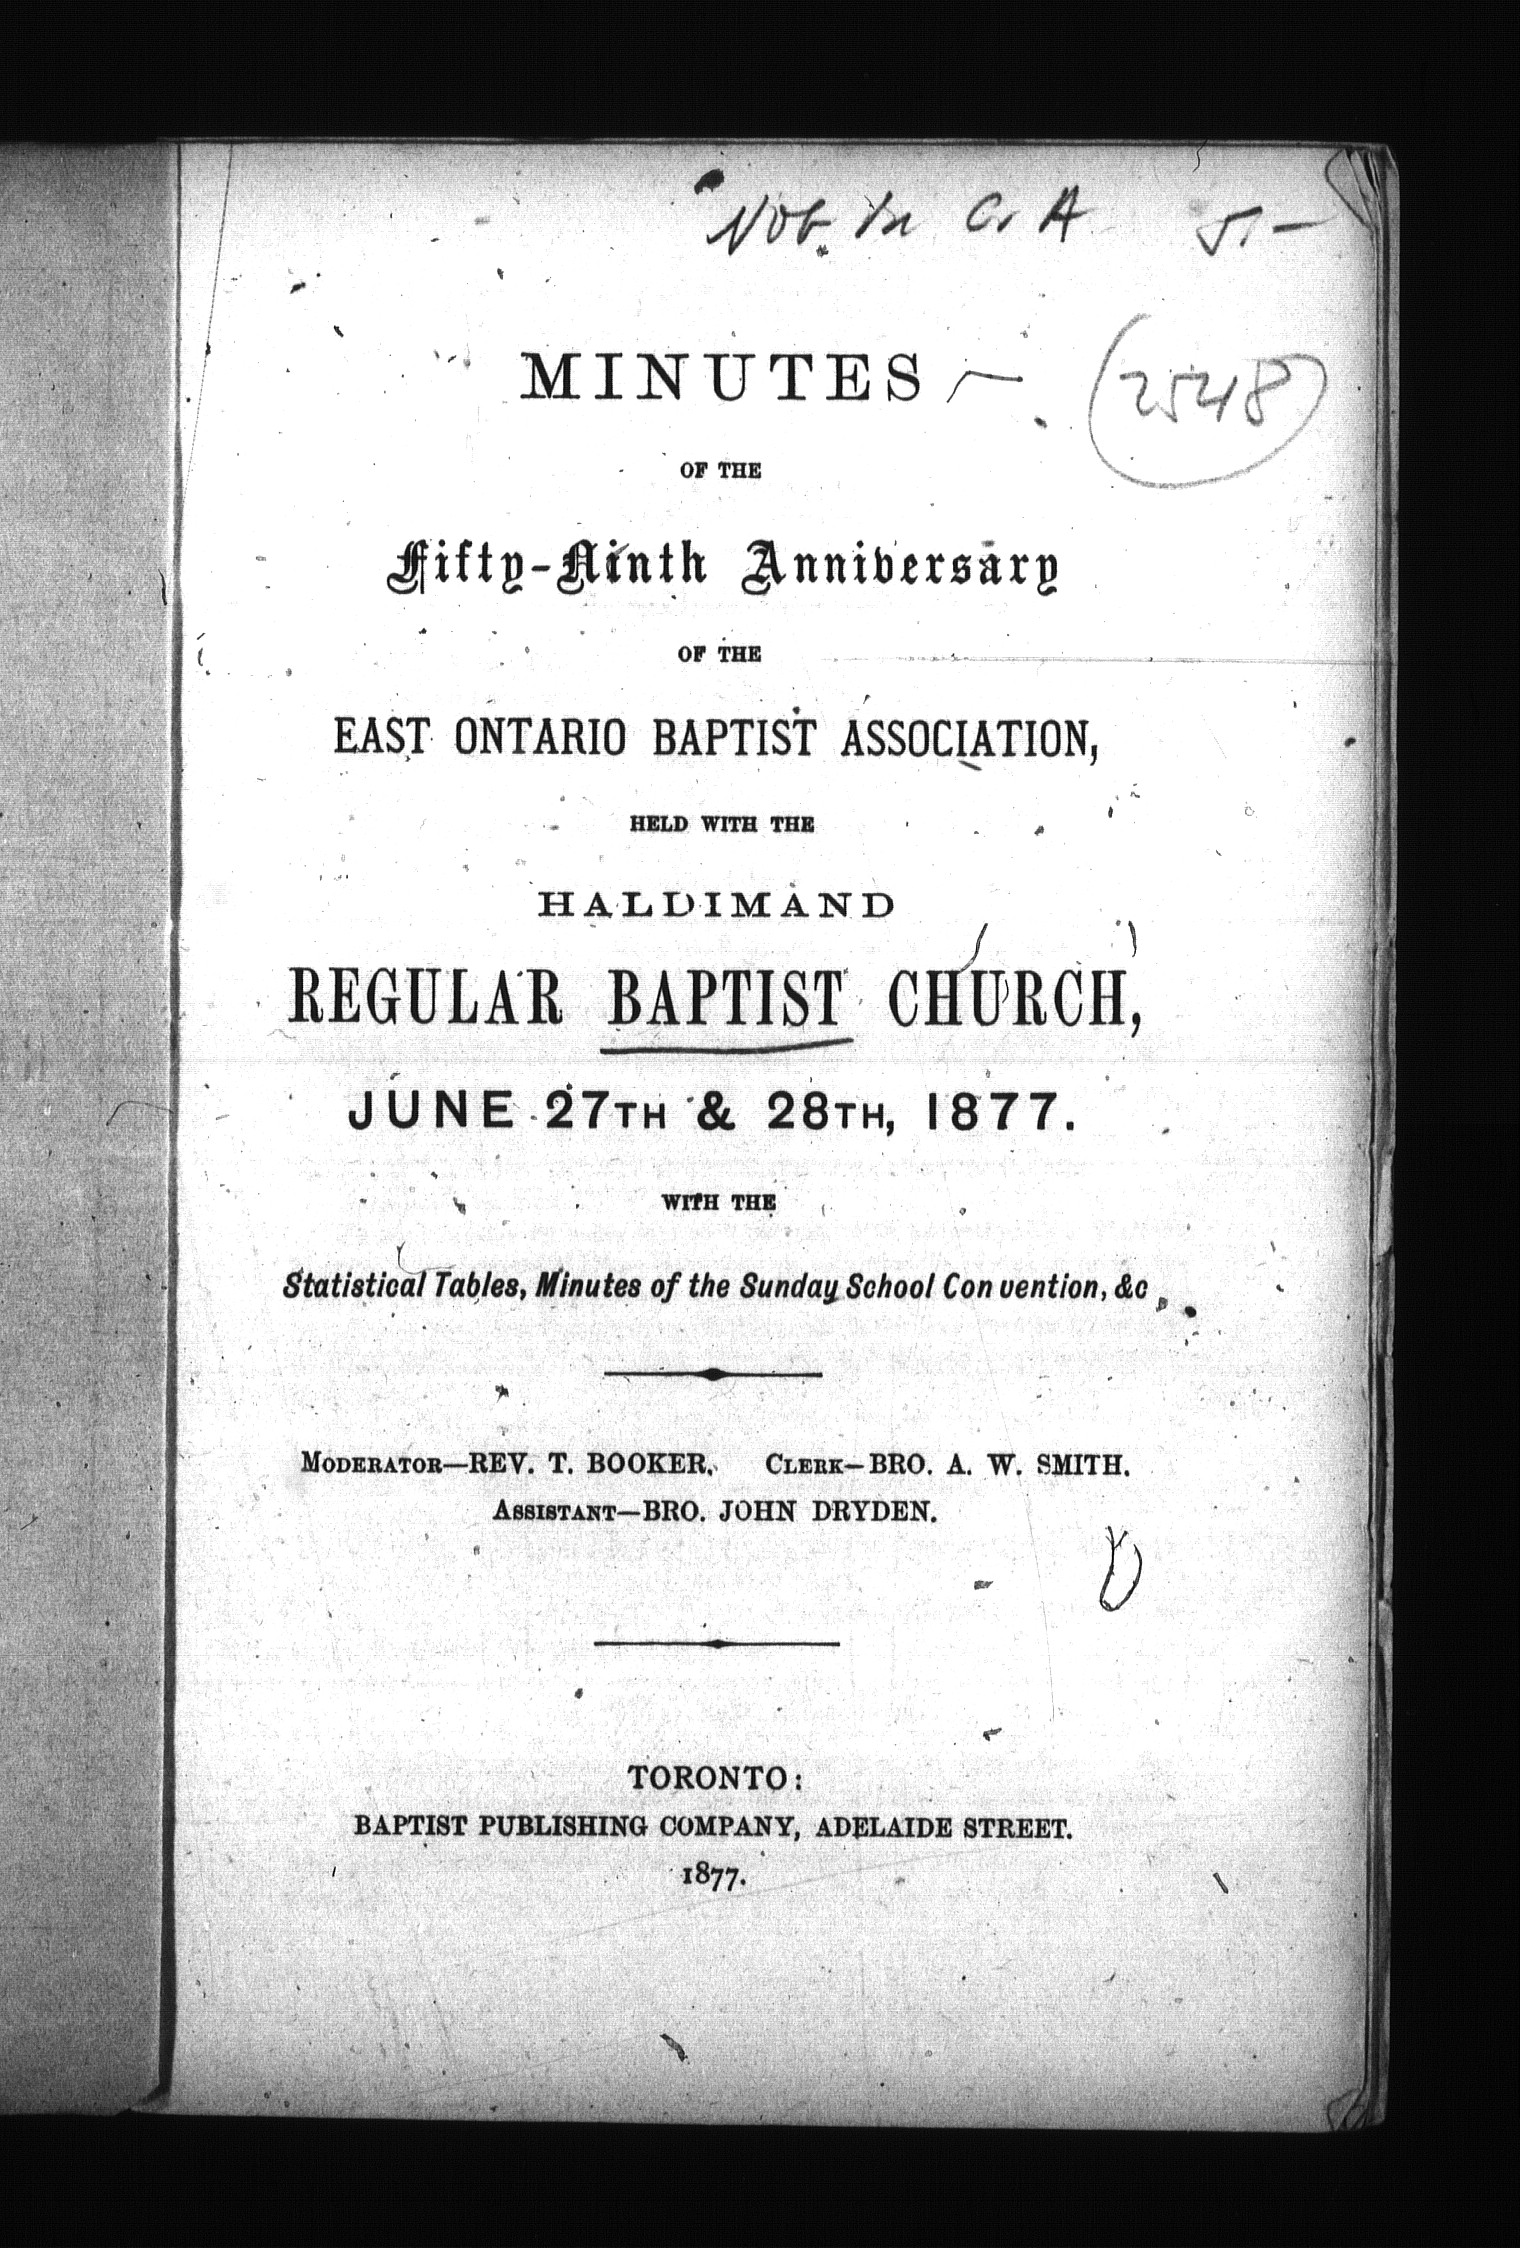 Not in
MINUTES
2548
OF THE
Fifty-Ninth Anniversary
OF THE
EAST ONTARIO BAPTIST ASSOCIATION,
HELD WITH THE
HALDIMAND
REGULAR BAPTIST CHURCH,
JUNE 27TH & 28TH, 1877.
WITH THE
Statistical Tables, Minutes of the Sunday School Convention, &c
MODERATOR—REV. T. BOOKER, CLERK—BRO. A. W. SMITH.
ASSISTANT—BRO. JOHN DRYDEN.
TORONTO:
BAPTIST PUBLISHING COMPANY, ADELAIDE STREET.
1877.